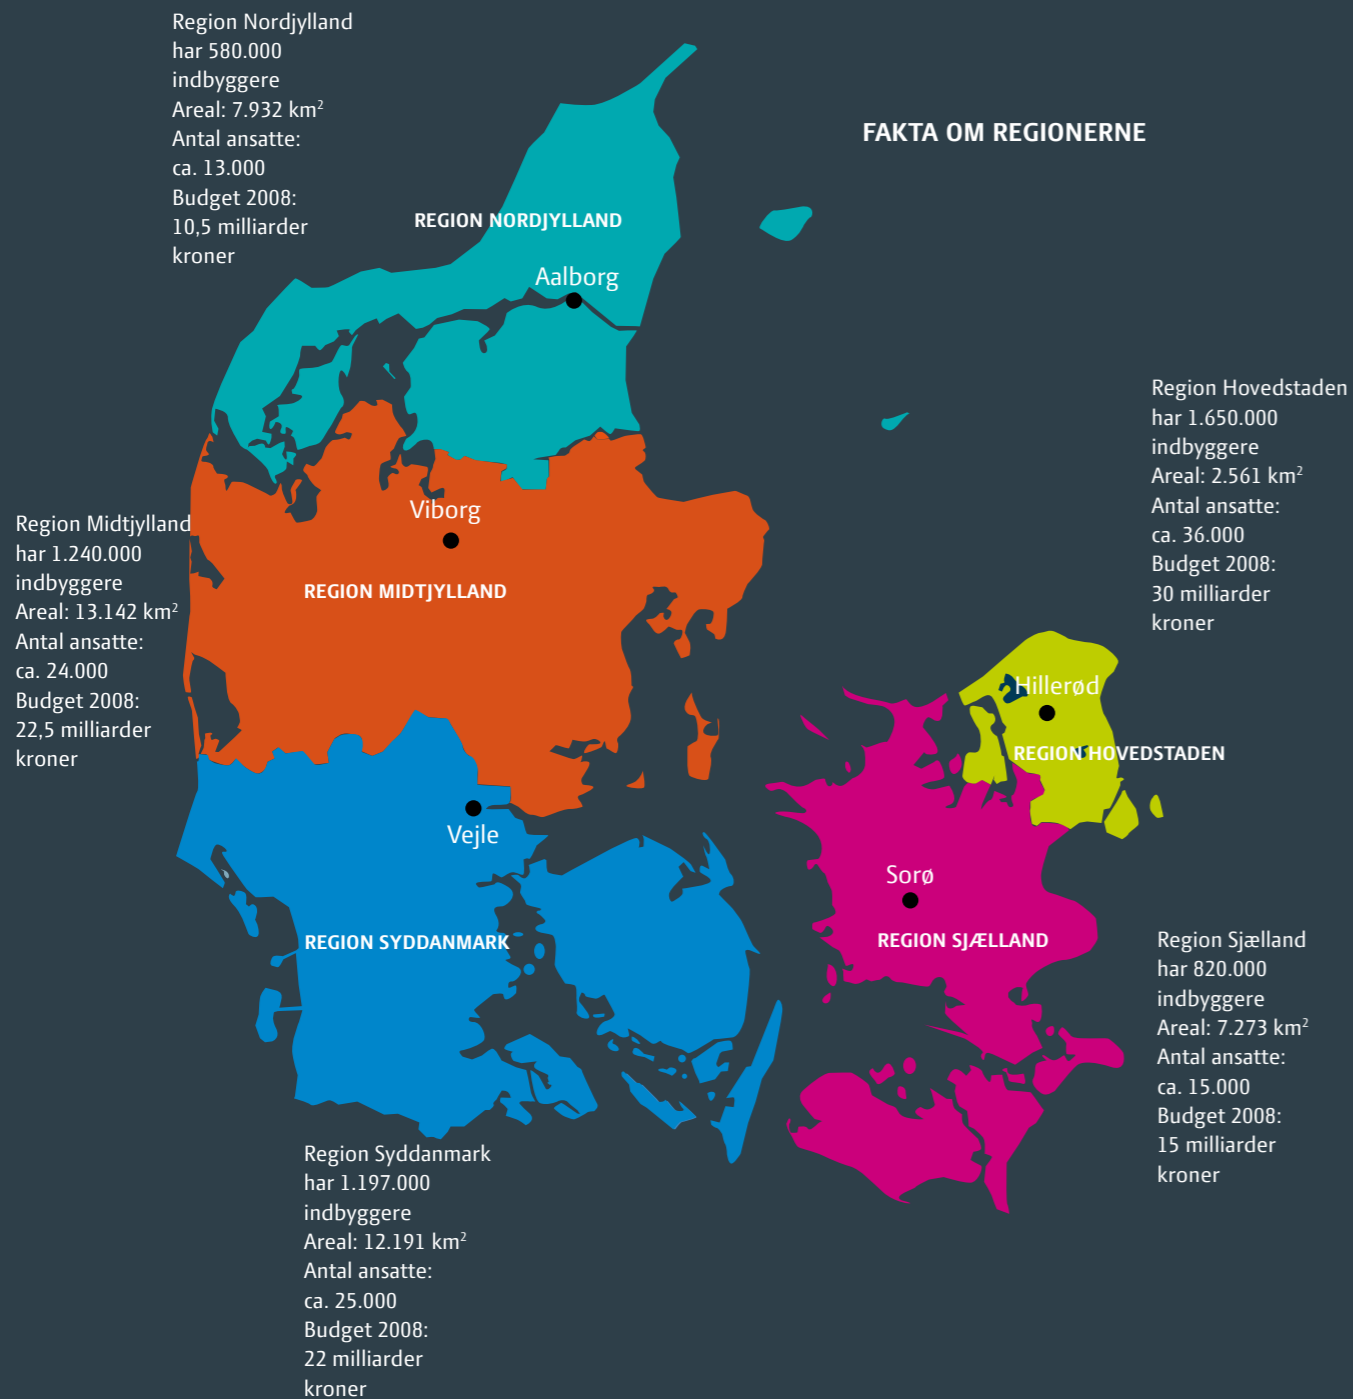 Region Nordjylland
har 580.000
indbyggere
Areal: 7.932 km²
Antal ansatte:
ca. 13.000
Budget 2008:
10,5 milliarder
kroner
FAKTA OM REGIONERNE
REGION NORDJYLLAND
Aalborg
Region Hovedstaden
har 1.650.000
indbyggere
Areal: 2.561 km²
Antal ansatte:
ca. 36.000
Budget 2008:
30 milliarder
kroner
Viborg
Region Midtjylland
har 1.240.000
indbyggere
Areal: 13.142 km²
Antal ansatte:
ca. 24.000
Budget 2008:
22,5 milliarder
kroner
REGION MIDTJYLLAND
Hillerød
REGION HOVEDSTADEN
Vejle
Sorø
REGION SYDDANMARK
REGION SJÆLLAND
Region Sjælland
har 820.000
indbyggere
Areal: 7.273 km²
Antal ansatte:
ca. 15.000
Budget 2008:
15 milliarder
kroner
Region Syddanmark
har 1.197.000
indbyggere
Areal: 12.191 km²
Antal ansatte:
ca. 25.000
Budget 2008:
22 milliarder
kroner